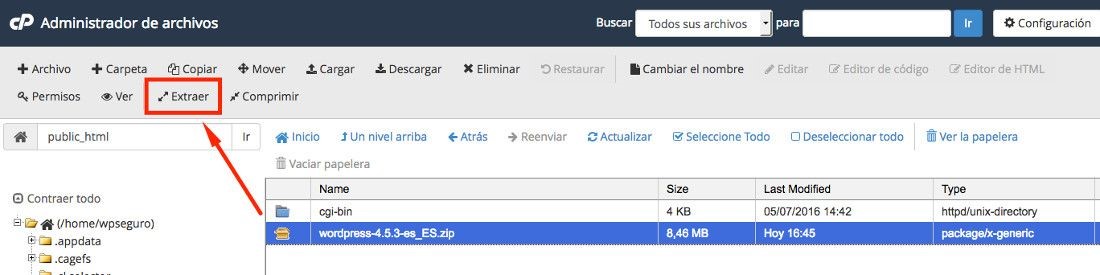 cP Administrador de archivos Buscar Todos sus archivos para Ir Configuración
Archivo Carpeta Copiar Mover Cargar Descargar Eliminar Restaurar Cambiar el nombre Editar Editor de código Editor de HTML
Permisos Ver Extraer Comprimir
public_html Ir Inicio Un nivel arriba Atrás Reenviar Actualizar Seleccione Todo Deseleccionar todo Ver la papelera
Vaciar papelera
Contraer todo
Name Size Last Modified Type
cgi-bin 4 KB 05/07/2016 14:42 httpd/unix-directory
(/home/wpseguro)
wordpress-4.5.3-es_ES.zip 8,46 MB Hoy 16:45 package/x-generic
.appdata
.cagefs